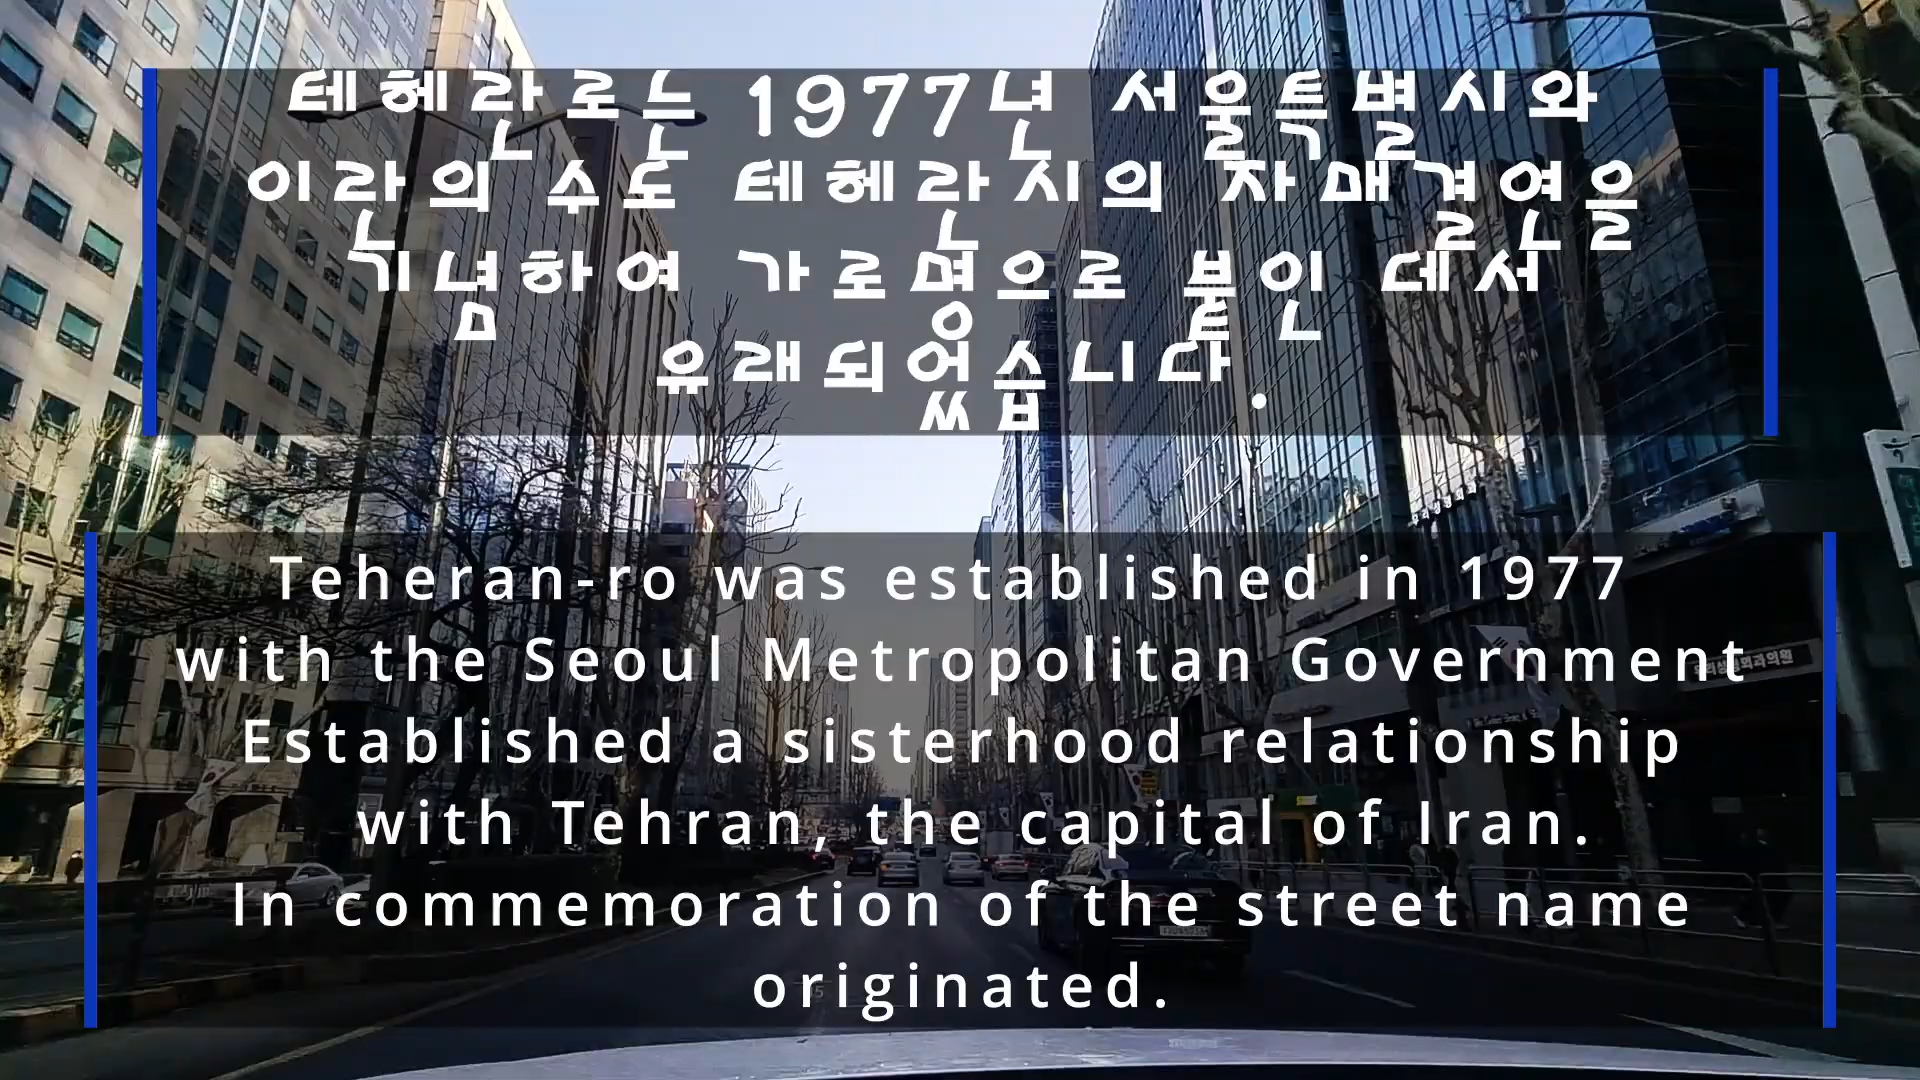 테헤란로는 1977년 서울특별시와
이란의 수도 테헤란시의 자매결연을
기념하여 가로명으로 붙인 데서
유래되었습니다.
Teheran-ro was established in 1977
with the Seoul Metropolitan Government
Established a sisterhood relationship
with Tehran, the capital of Iran.
In commemoration of the street name
originated.